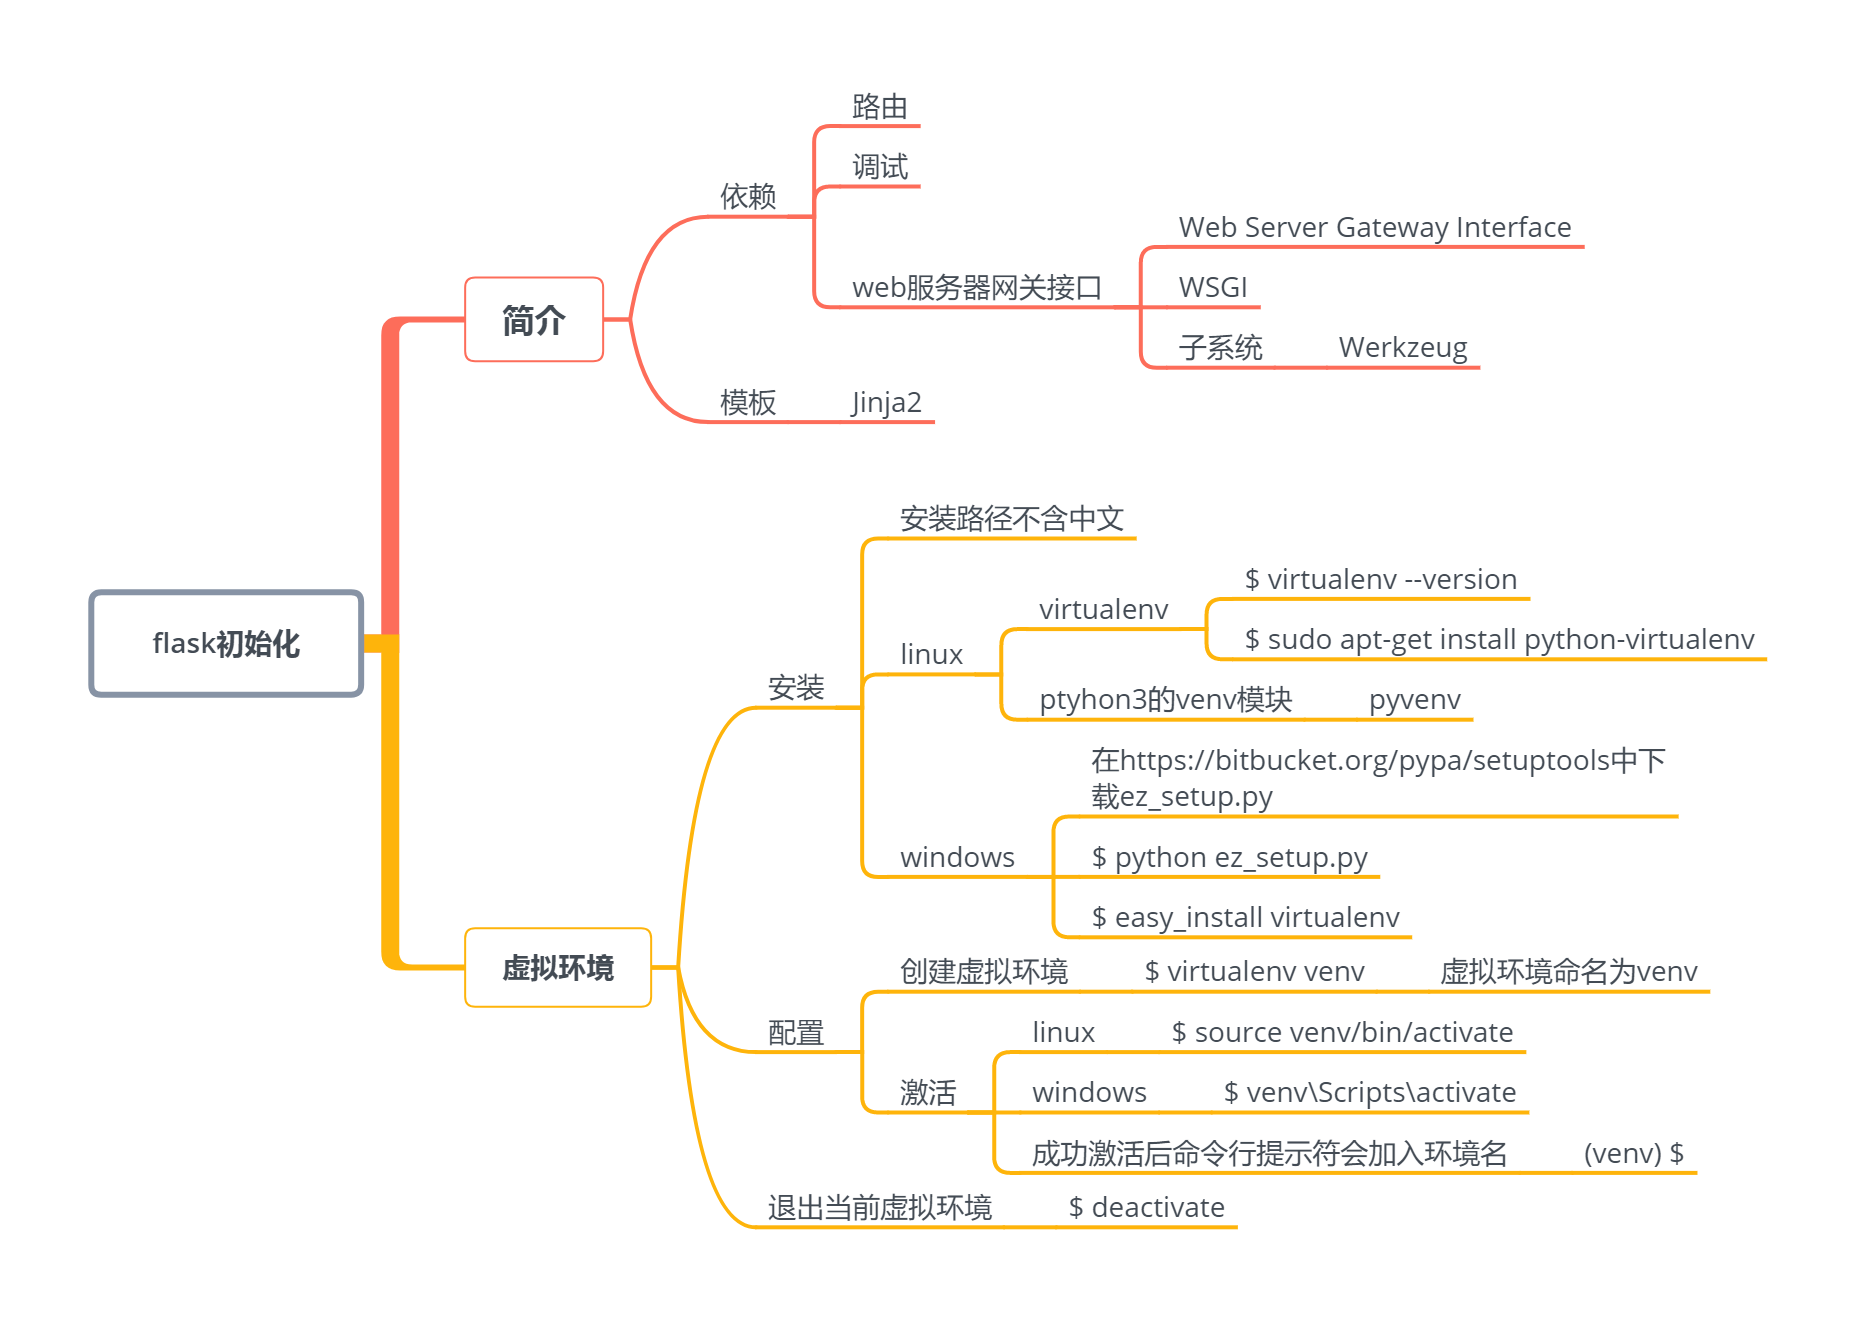 flask初始化
简介
依赖
路由
调试
web服务器网关接口
Web Server Gateway Interface
WSGI
子系统
Werkzeug
模板
Jinja2
虚拟环境
安装
安装路径不含中文
linux
virtualenv
$ virtualenv --version
$ sudo apt-get install python-virtualenv
ptyhon3的venv模块
pyvenv
windows
在https://bitbucket.org/pypa/setuptools中下
载ez_setup.py
$ python ez_setup.py
$ easy_install virtualenv
配置
创建虚拟环境
$ virtualenv venv
虚拟环境命名为venv
激活
linux
$ source venv/bin/activate
windows
$ venv\Scripts\activate
成功激活后命令行提示符会加入环境名
(venv) $
退出当前虚拟环境
$ deactivate